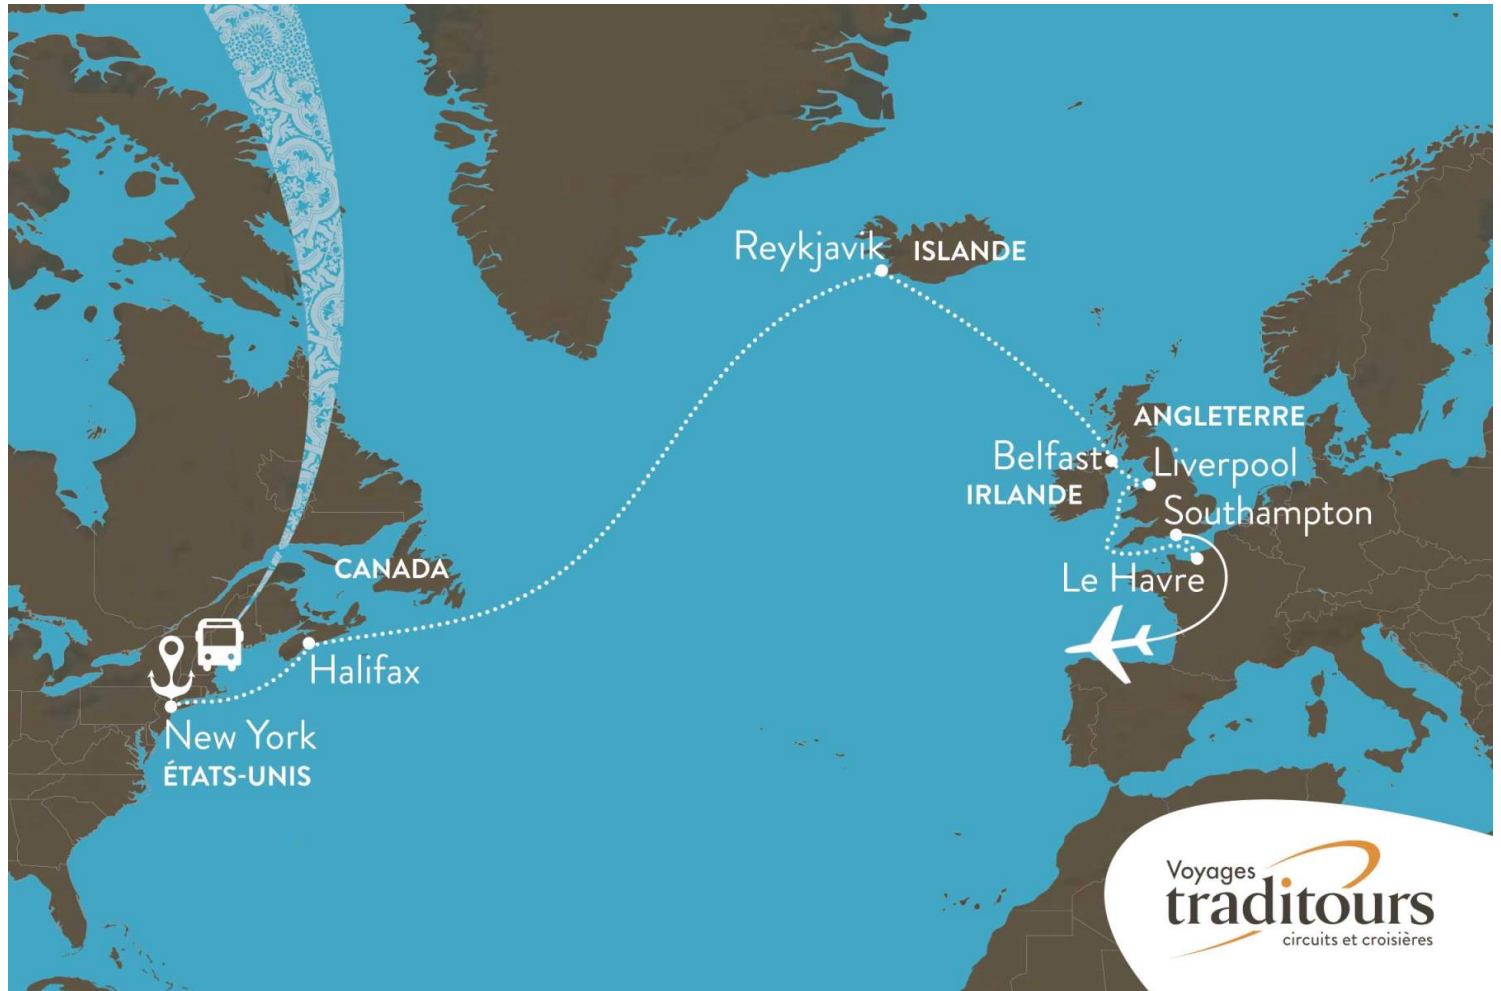 Reykjavik
ISLANDE
ANGLETERRE
Belfast
Liverpool
IRLANDE
Southampton
CANADA
Le Havre
Halifax
New York
ÉTATS-UNIS
Voyages
traditours
circuits et croisières